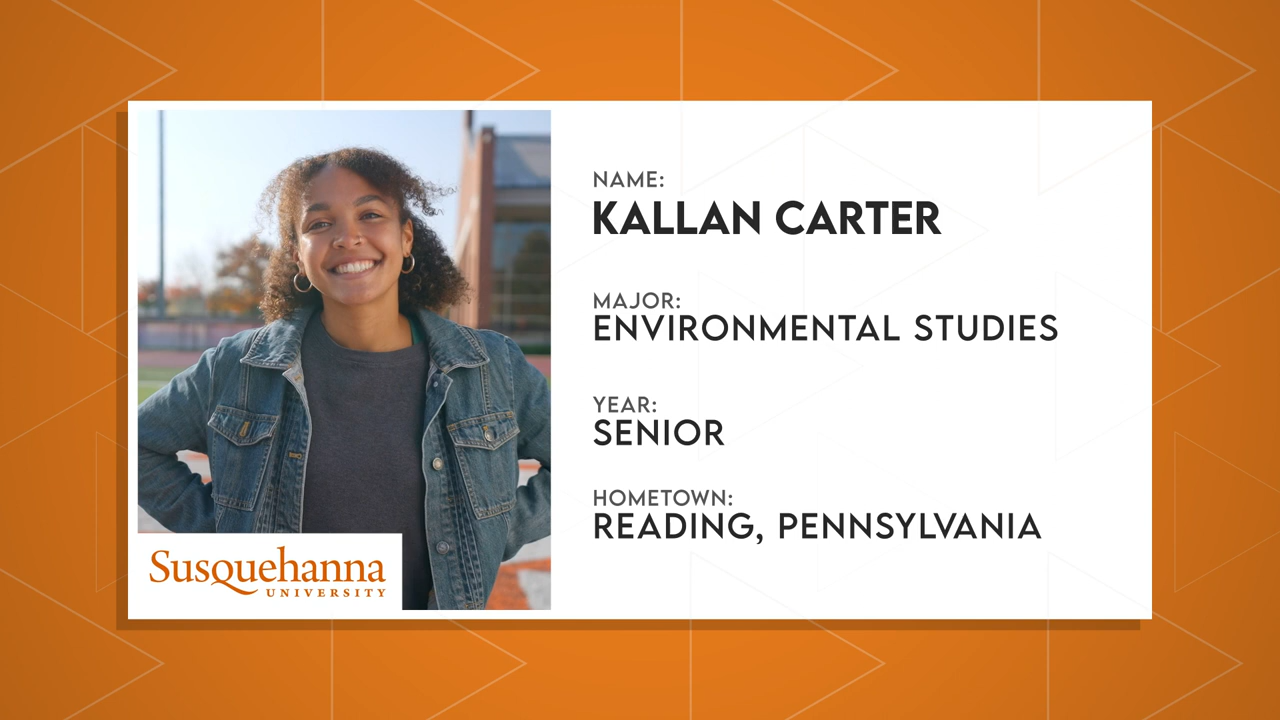 NAME:
KALLAN CARTER
MAJOR:
ENVIRONMENTAL STUDIES
YEAR:
SENIOR
HOMETOWN:
READING, PENNSYLVANIA
Susquehanna
UNIVERSITY